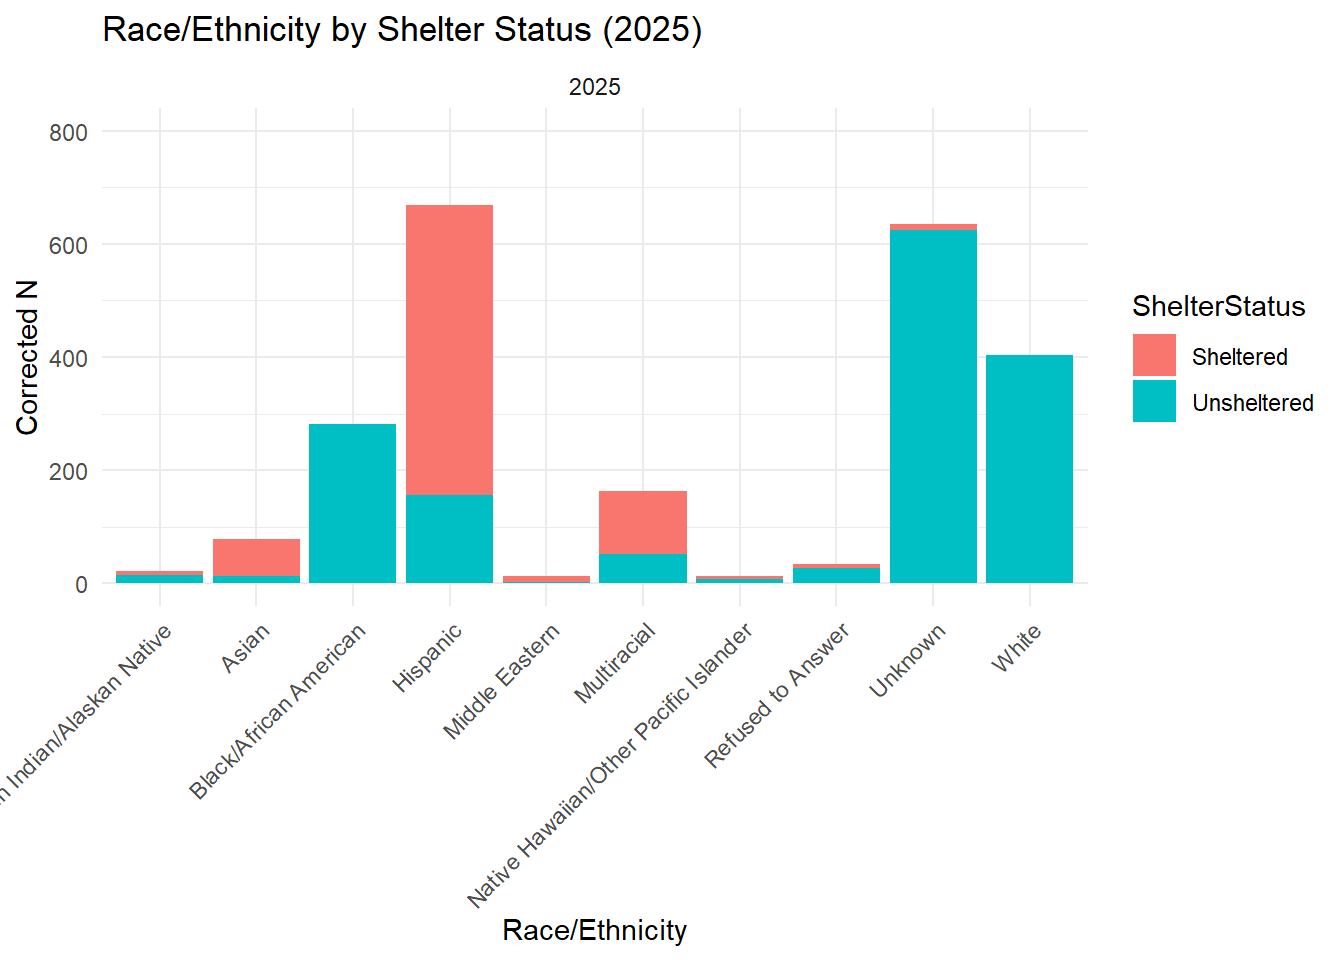 Race/Ethnicity by Shelter Status (2025)
2025
800
600
400
200
0
Corrected N
Indian/Alaskan Native
Asian
Black/African American
Hispanic
Middle Eastern
Multiracial
Native Hawaiian/Other Pacific Islander
Refused to Answer
Unknown
White
Race/Ethnicity
ShelterStatus
Sheltered
Unsheltered